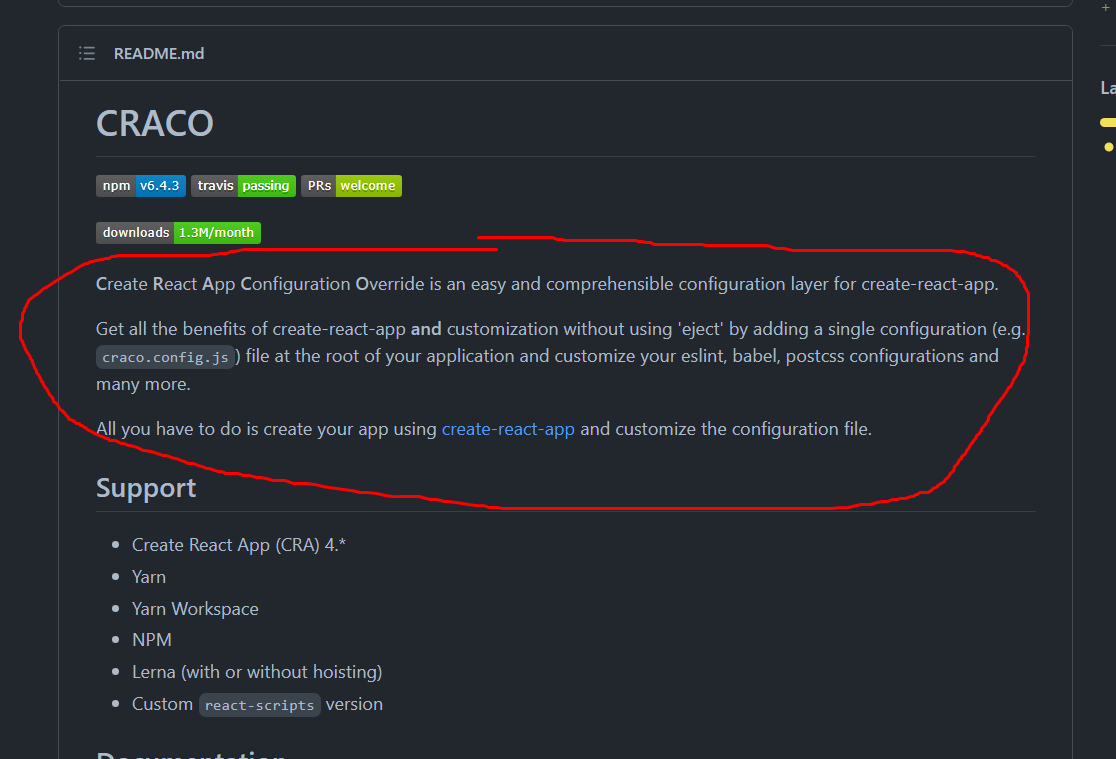 README.md
CRACO
npm v6.4.3 travis passing PRs welcome
downloads 1.3M/month
Create React App Configuration Override is an easy and comprehensible configuration layer for create-react-app.
Get all the benefits of create-react-app and customization without using 'eject' by adding a single configuration (e.g.
craco.config.js) file at the root of your application and customize your eslint, babel, postcss configurations and
many more.
All you have to do is create your app using create-react-app and customize the configuration file.
Support
Create React App (CRA) 4.*
Yarn
Yarn Workspace
NPM
Lerna (with or without hoisting)
Custom react-scripts version
Documentation